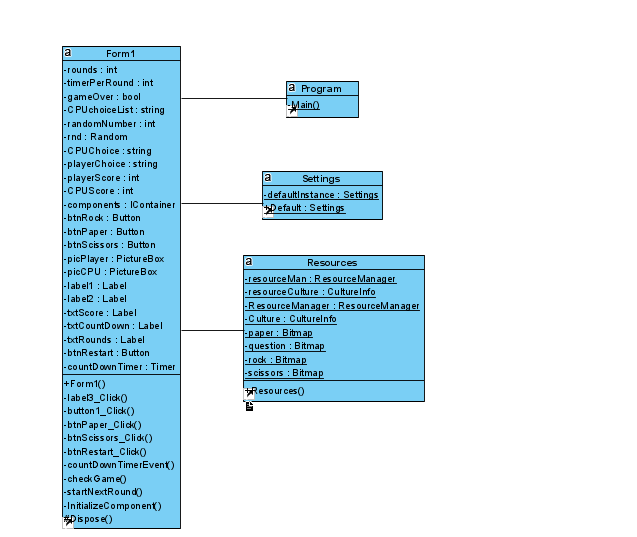 a
Form1
-rounds : int
-timerPerRound : int
-gameOver : bool
-CPUchoiceList : string
-randomNumber : int
-rnd : Random
-CPUChoice : string
-playerChoice : string
-playerScore : int
-CPUScore : int
-components : IContainer
-btnRock : Button
-btnPaper : Button
-btnScissors : Button
-picPlayer : PictureBox
-picCPU : PictureBox
-label1 : Label
-label2 : Label
-txtScore : Label
-txtCountDown : Label
-txtRounds : Label
-btnRestart : Button
-countDownTimer : Timer
+Form1()
-label3_Click()
-button1_Click()
-btnPaper_Click()
-btnScissors_Click()
-btnRestart_Click()
-countDownTimerEvent()
-checkGame()
-startNextRound()
-InitializeComponent()
#Dispose()
a
Program
-Main()
a
Settings
-defaultInstance : Settings
+Default : Settings
a
Resources
-resourceMan : ResourceManager
-resourceCulture : CultureInfo
-ResourceManager : ResourceManager
-Culture : CultureInfo
-paper : Bitmap
-question : Bitmap
-rock : Bitmap
-scissors : Bitmap
+Resources()